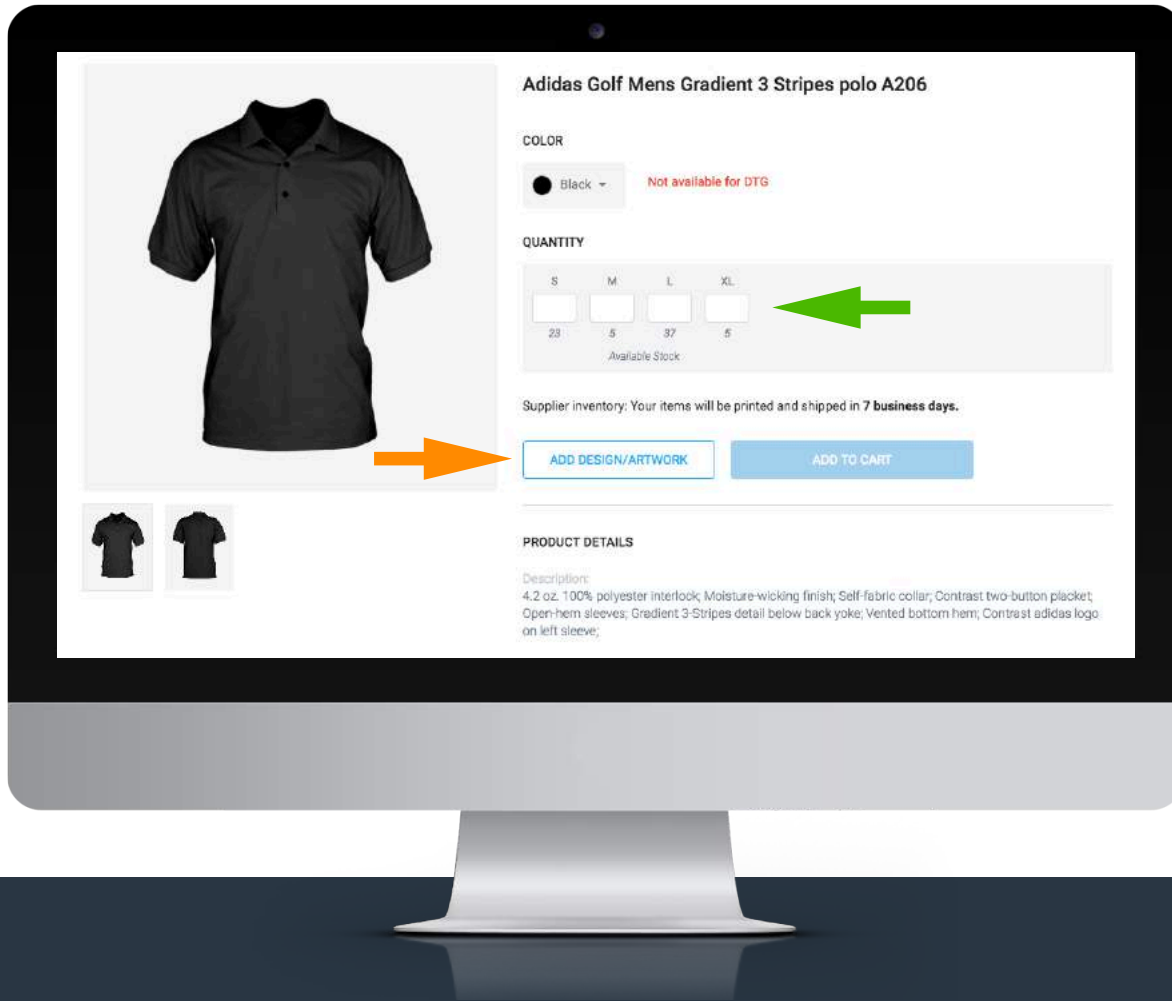 Adidas Golf Mens Gradient 3 Stripes polo A206
COLOR
Black
Not available for DTG
QUANTITY
S M L XL
23 5 37 5
Available Stock
Supplier inventory: Your items will be printed and shipped in 7 business days.
ADD DESIGN/ARTWORK
ADD TO CART
PRODUCT DETAILS
Description:
4.2 oz. 100% polyester interlock; Moisture-wicking finish; Self-fabric collar; Contrast two-button placket;
Open-hem sleeves; Gradient 3-Stripes detail below back yoke; Vented bottom hem; Contrast adidas logo
on left sleeve;